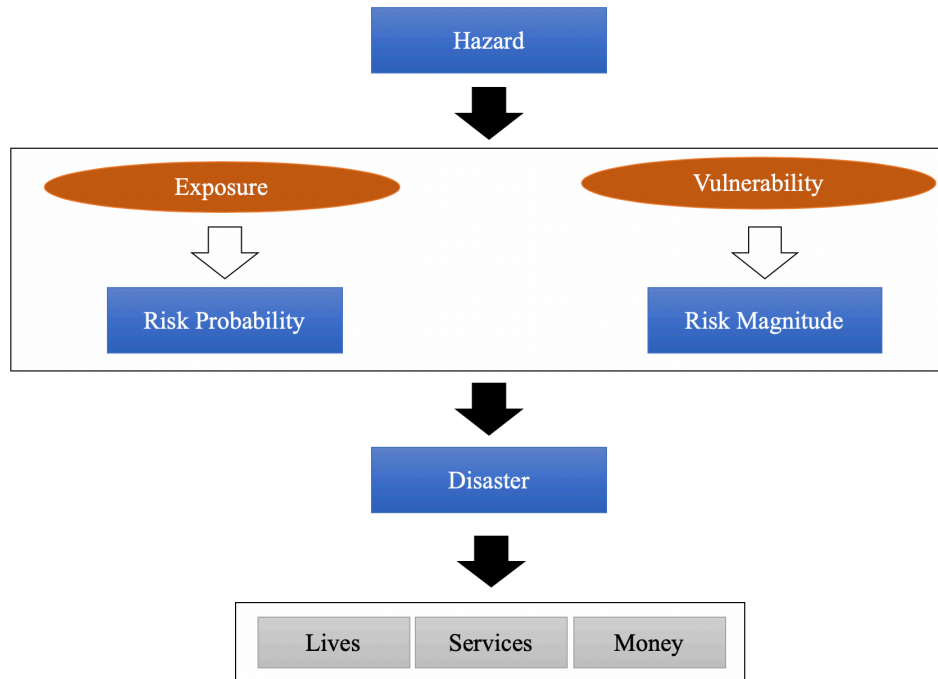 Hazard
Exposure
Vulnerability
Risk Probability
Risk Magnitude
Disaster
Lives
Services
Money